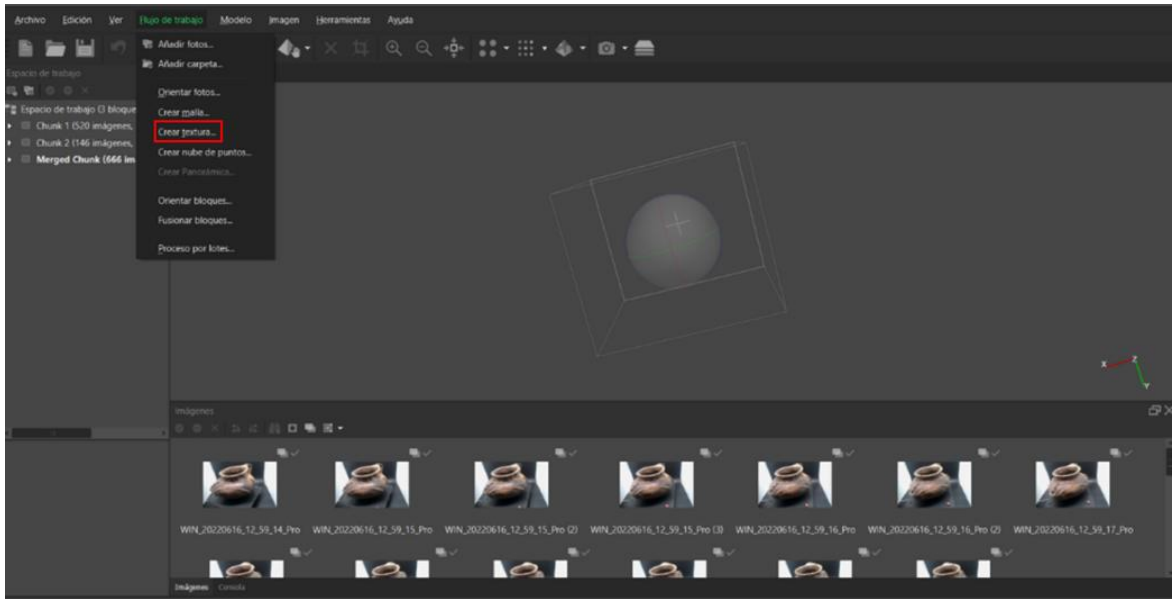 Archivo Edición Ver Flujo de trabajo Modelo Imagen Herramientas Ayuda
Añadir fotos...
Añadir carpeta...
Orientar fotos...
Crear malla...
Crear textura...
Crear nube de puntos...
Crear Panorámica...
Orientar bloques...
Fusionar bloques...
Proceso por lotes...
Espacio de trabajo
Espacio de trabajo (3 bloque
Chunk 1 (520 imágenes,
Chunk 2 (146 imágenes,
Merged Chunk (666 im
X Z
Y
Imágenes
WIN_20220616_12_59_14_Pro WIN_20220616_12_59_15_Pro WIN_20220616_12_59_15_Pro (2) WIN_20220616_12_59_15_Pro (3) WIN_20220616_12_59_16_Pro WIN_20220616_12_59_16_Pro (2) WIN_20220616_12_59_17_Pro
Imágenes Consola